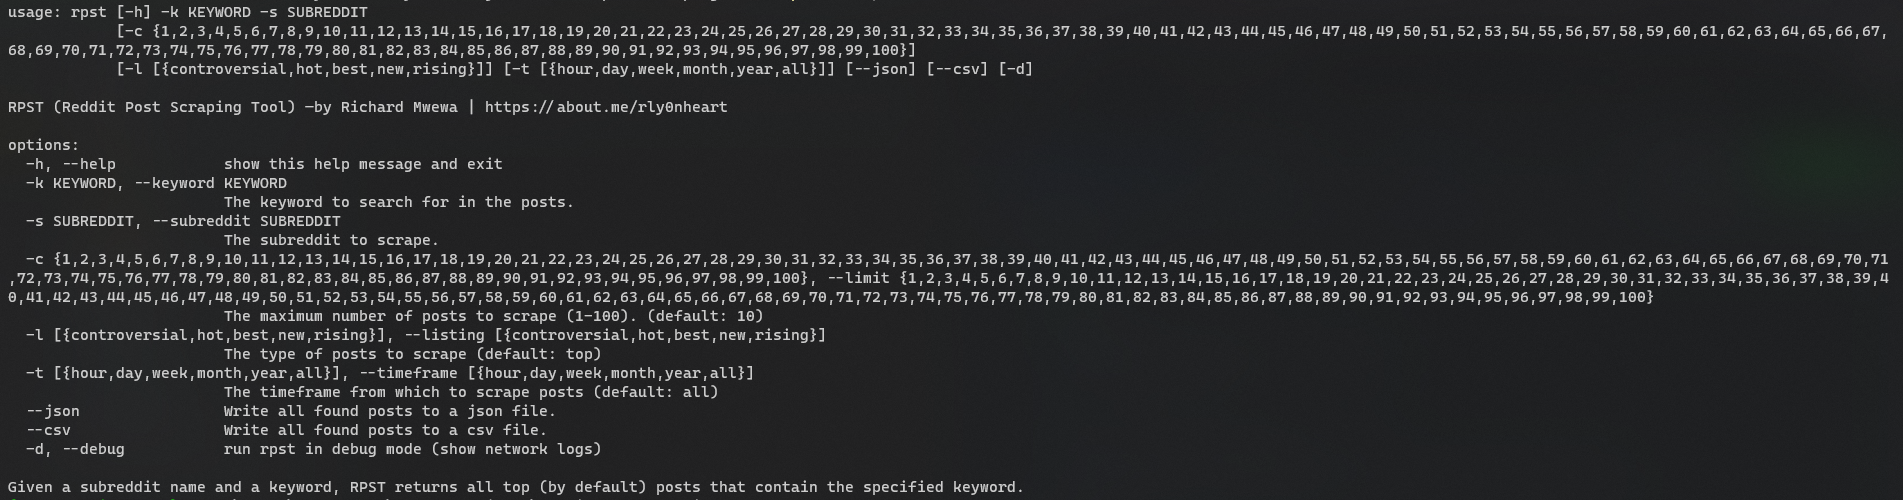 usage: rpst [-h] -k KEYWORD -s SUBREDDIT
[-c {1,2,3,4,5,6,7,8,9,10,11,12,13,14,15,16,17,18,19,20,21,22,23,24,25,26,27,28,29,30,31,32,33,34,35,36,37,38,39,40,41,42,43,44,45,46,47,48,49,50,51,52,53,54,55,56,57,58,59,60,61,62,63,64,65,66,67,
68,69,70,71,72,73,74,75,76,77,78,79,80,81,82,83,84,85,86,87,88,89,90,91,92,93,94,95,96,97,98,99,100}]
[-l [{controversial,hot,best,new,rising}]] [-t [{hour,day,week,month,year,all}]] [--json] [--csv] [-d]
RPST (Reddit Post Scraping Tool) —by Richard Mwewa | https://about.me/rly0nheart
options:
-h, --help show this help message and exit
-k KEYWORD, --keyword KEYWORD
The keyword to search for in the posts.
-s SUBREDDIT, --subreddit SUBREDDIT
The subreddit to scrape.
-c {1,2,3,4,5,6,7,8,9,10,11,12,13,14,15,16,17,18,19,20,21,22,23,24,25,26,27,28,29,30,31,32,33,34,35,36,37,38,39,40,41,42,43,44,45,46,47,48,49,50,51,52,53,54,55,56,57,58,59,60,61,62,63,64,65,66,67,68,69,70,71
,72,73,74,75,76,77,78,79,80,81,82,83,84,85,86,87,88,89,90,91,92,93,94,95,96,97,98,99,100}, --limit {1,2,3,4,5,6,7,8,9,10,11,12,13,14,15,16,17,18,19,20,21,22,23,24,25,26,27,28,29,30,31,32,33,34,35,36,37,38,39,4
0,41,42,43,44,45,46,47,48,49,50,51,52,53,54,55,56,57,58,59,60,61,62,63,64,65,66,67,68,69,70,71,72,73,74,75,76,77,78,79,80,81,82,83,84,85,86,87,88,89,90,91,92,93,94,95,96,97,98,99,100}
The maximum number of posts to scrape (1-100). (default: 10)
-l [{controversial,hot,best,new,rising}], --listing [{controversial,hot,best,new,rising}]
The type of posts to scrape (default: top)
-t [{hour,day,week,month,year,all}], --timeframe [{hour,day,week,month,year,all}]
The timeframe from which to scrape posts (default: all)
--json Write all found posts to a json file.
--csv Write all found posts to a csv file.
-d, --debug run rpst in debug mode (show network logs)
Given a subreddit name and a keyword, RPST returns all top (by default) posts that contain the specified keyword.